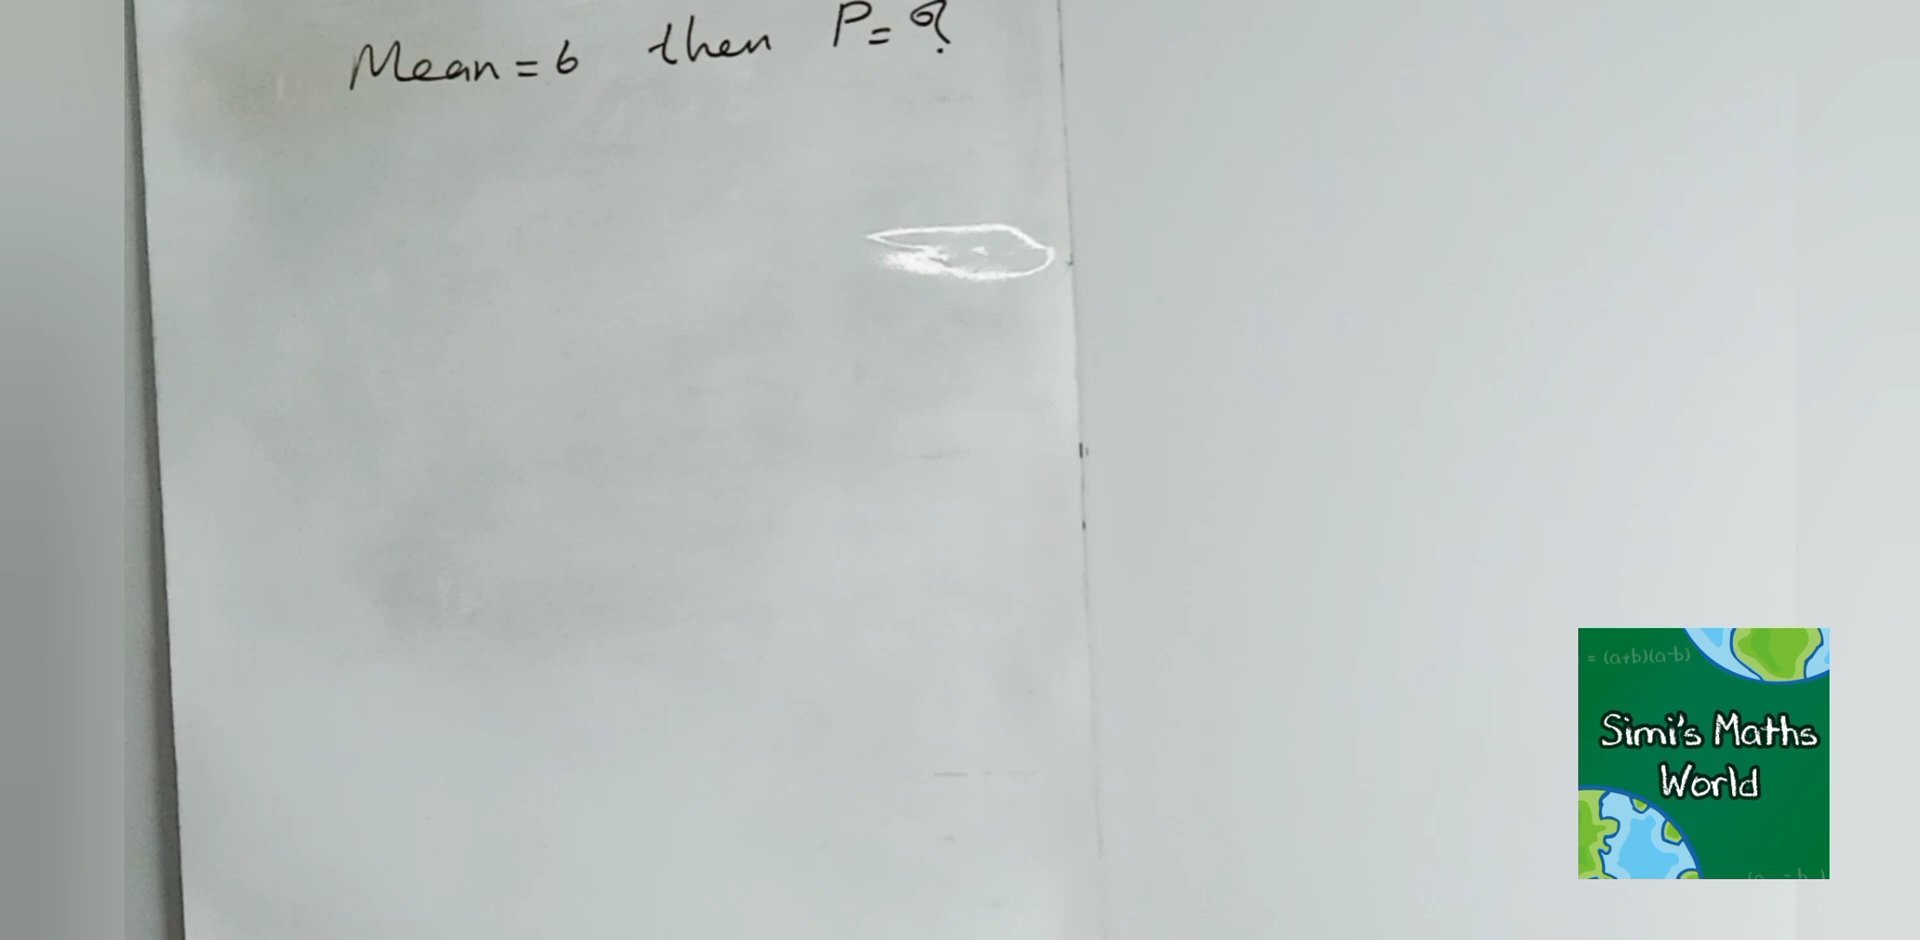 Mean = 6 then P = ?
= (a+b)(a-b)
Simi's Maths
World